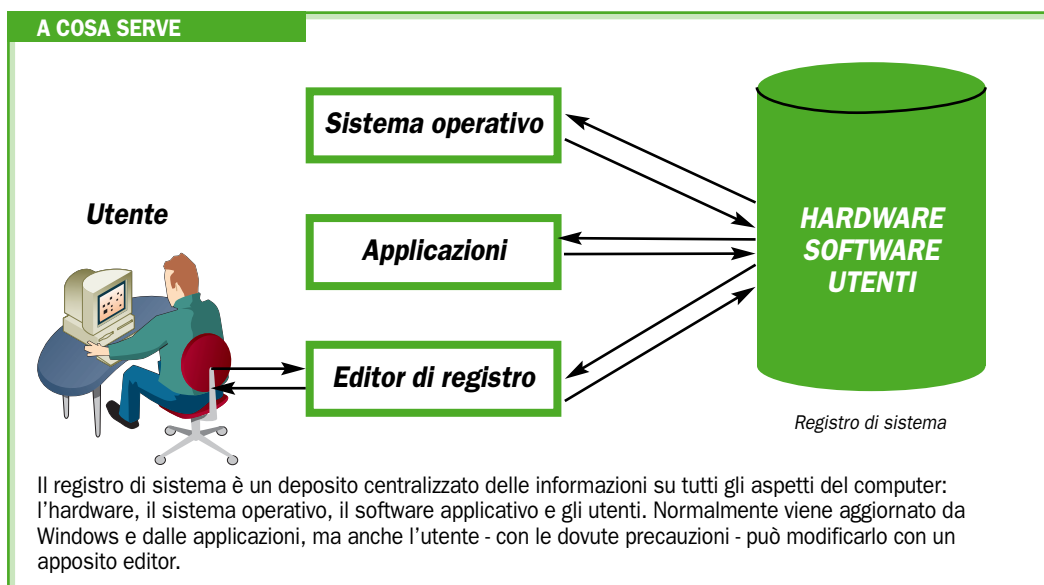 A COSA SERVE
Sistema operativo
Utente
Applicazioni
HARDWARE
SOFTWARE
UTENTI
Editor di registro
Registro di sistema
Il registro di sistema è un deposito centralizzato delle informazioni su tutti gli aspetti del computer:
l'hardware, il sistema operativo, il software applicativo e gli utenti. Normalmente viene aggiornato da
Windows e dalle applicazioni, ma anche l'utente - con le dovute precauzioni - può modificarlo con un
apposito editor.